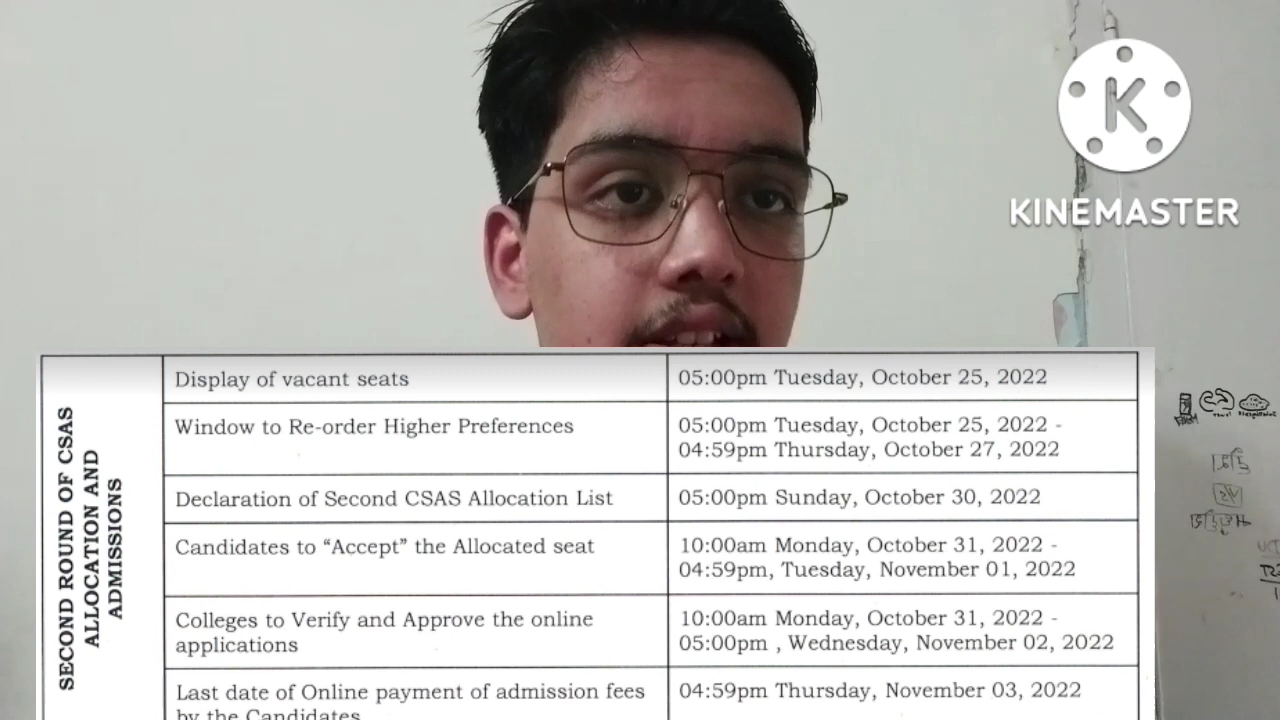 K
KINEMASTER
SECOND ROUND OF CSAS
ALLOCATION AND
ADMISSIONS
Display of vacant seats
05:00pm Tuesday, October 25, 2022
Window to Re-order Higher Preferences
05:00pm Tuesday, October 25, 2022 -
04:59pm Thursday, October 27, 2022
Declaration of Second CSAS Allocation List
05:00pm Sunday, October 30, 2022
Candidates to “Accept” the Allocated seat
10:00am Monday, October 31, 2022 -
04:59pm, Tuesday, November 01, 2022
Colleges to Verify and Approve the online
applications
10:00am Monday, October 31, 2022 -
05:00pm , Wednesday, November 02, 2022
Last date of Online payment of admission fees
by the Candidates
04:59pm Thursday, November 03, 2022